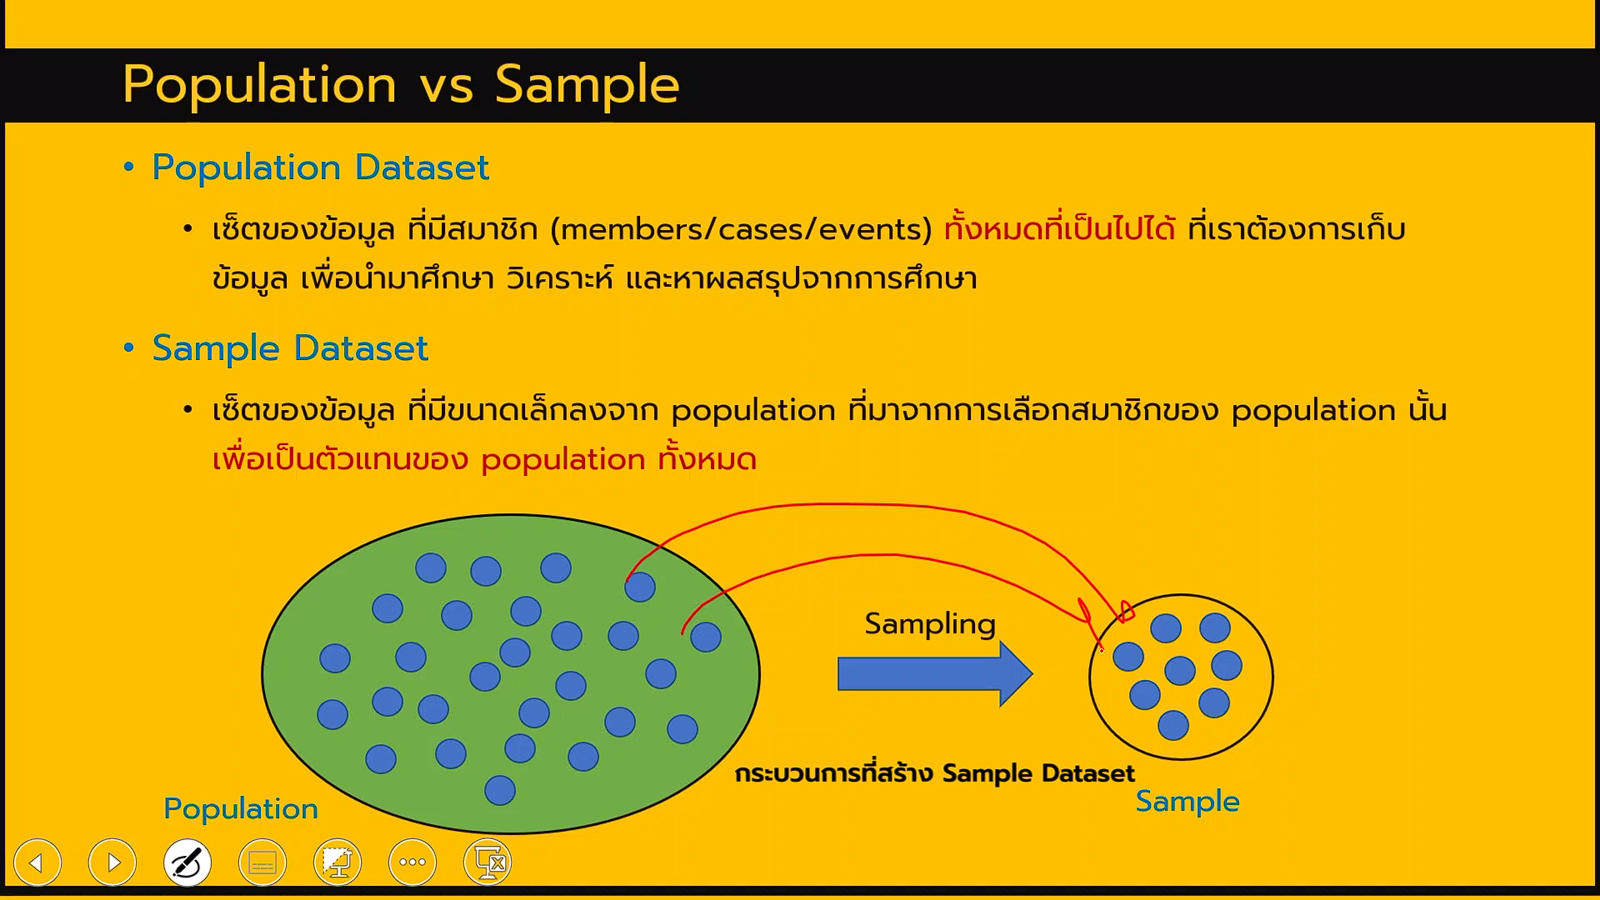 Population vs Sample
• Population Dataset
• เซ็ตของข้อมูล ที่มีสมาชิก (members/cases/events) ทั้งหมดที่เป็นไปได้ ที่เราต้องการเก็บ
ข้อมูล เพื่อนำมาศึกษา วิเคราะห์ และหาผลสรุปจากการศึกษา
• Sample Dataset
• เซ็ตของข้อมูล ที่มีขนาดเล็กลงจาก population ที่มาจากการเลือกสมาชิกของ population นั้น
เพื่อเป็นตัวแทนของ population ทั้งหมด
Sampling
กระบวนการที่สร้าง Sample Dataset
Population
Sample